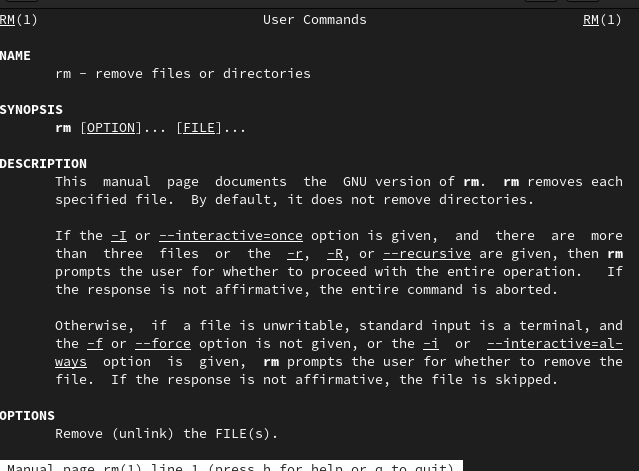 RM(1) User Commands RM(1)
NAME
rm - remove files or directories
SYNOPSIS
rm [OPTION]... [FILE]...
DESCRIPTION
This manual page documents the GNU version of rm. rm removes each
specified file. By default, it does not remove directories.
If the -I or --interactive=once option is given, and there are more
than three files or the -r, -R, or --recursive are given, then rm
prompts the user for whether to proceed with the entire operation. If
the response is not affirmative, the entire command is aborted.
Otherwise, if a file is unwritable, standard input is a terminal, and
the -f or --force option is not given, or the -i or --interactive=al-
ways option is given, rm prompts the user for whether to remove the
file. If the response is not affirmative, the file is skipped.
OPTIONS
Remove (unlink) the FILE(s).
Manual page rm(1) line 1 (press h for help or q to quit)